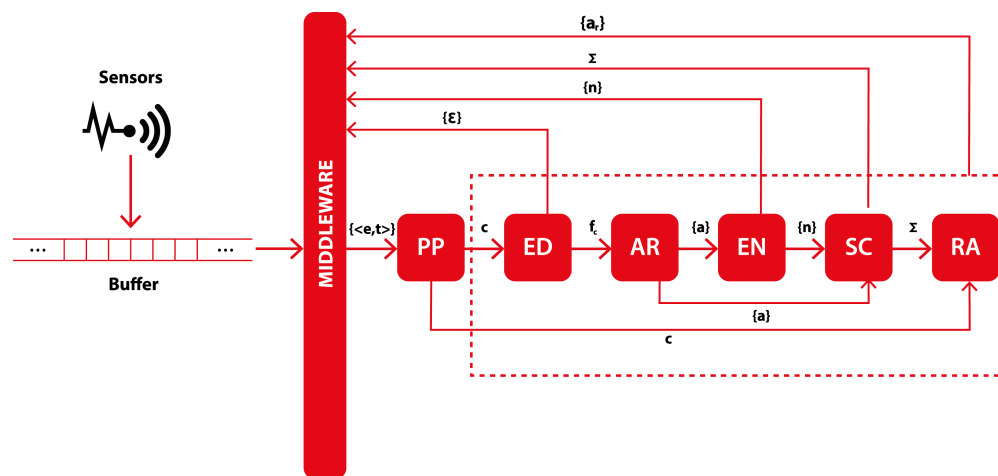 {aᵣ}
Σ
Sensors
{n}
{Ɛ}
MIDDLEWARE
{<e,t>}
c
f꜀
{a}
{n}
Σ
PP
ED
AR
EN
SC
RA
...
...
Buffer
{a}
c